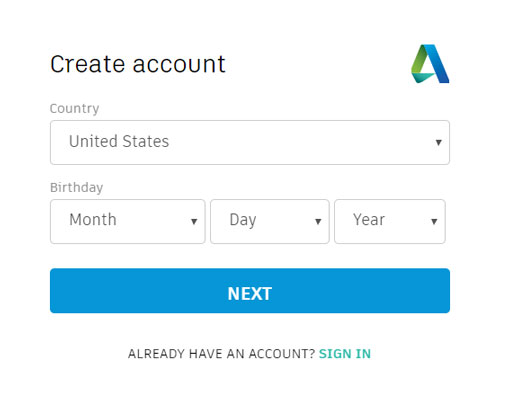 Create account
Country
United States
Birthday
Month Day Year
NEXT
ALREADY HAVE AN ACCOUNT? SIGN IN